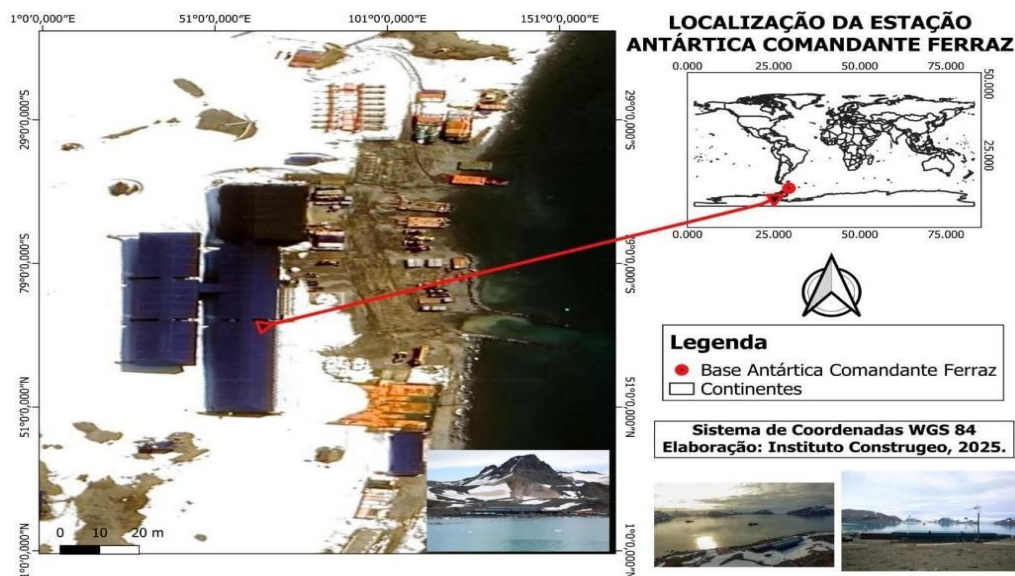 1°0'0,000"N
51°0'0,000"N
101°0'0,000"N
151°0'0,000"N
LOCALIZAÇÃO DA ESTAÇÃO
ANTÁRTICA COMANDANTE FERRAZ
0.000 25.000 50.000 75.000
50.000
25.000
0.000 25.000 50.000 75.000
29°0'0,000"S
29°0'0,000"S
79°0'0,000"S
79°0'0,000"S
51°0'0,000"N
51°0'0,000"N
1°0'0,000"N
1°0'0,000"N
Legenda
Base Antártica Comandante Ferraz
Continentes
Sistema de Coordenadas WGS 84
Elaboração: Instituto Construgeo, 2025.
0 10 20 m